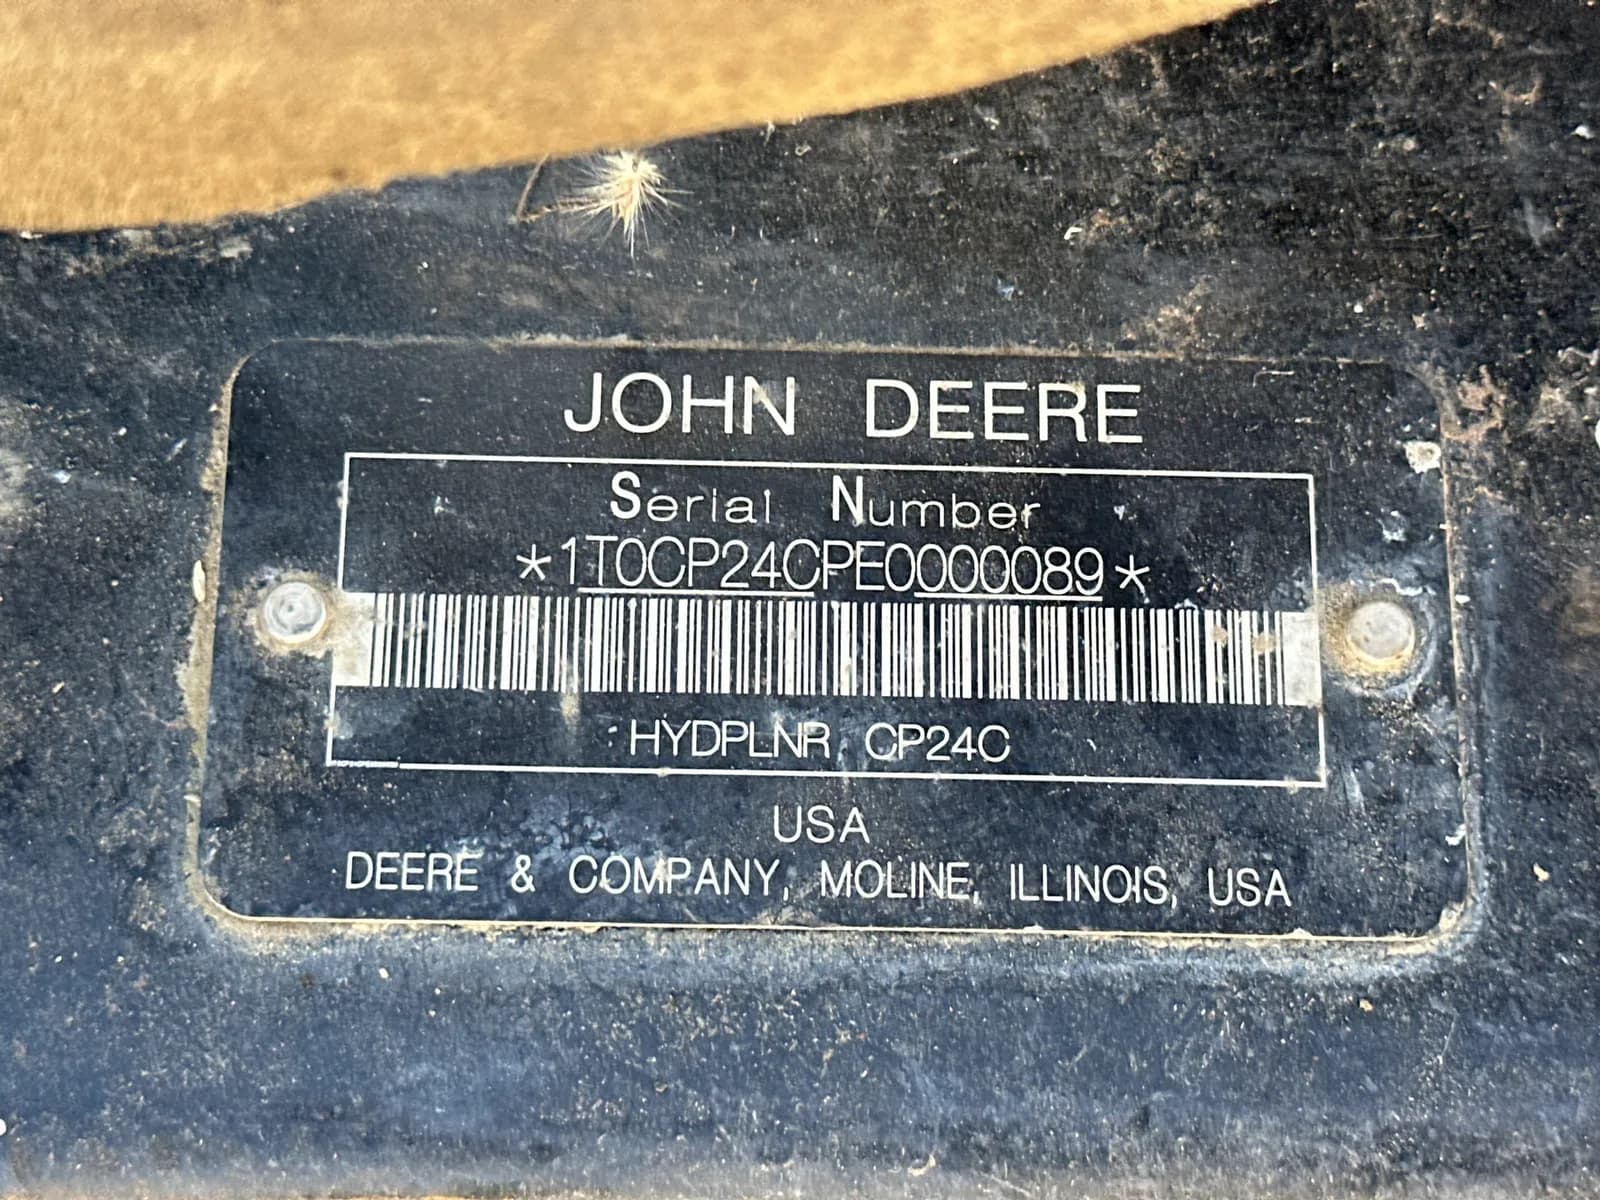 JOHN DEERE
Serial Number
*1T0CP24CPE0000089*
HYDPLNR CP24C
USA
DEERE & COMPANY, MOLINE, ILLINOIS, USA